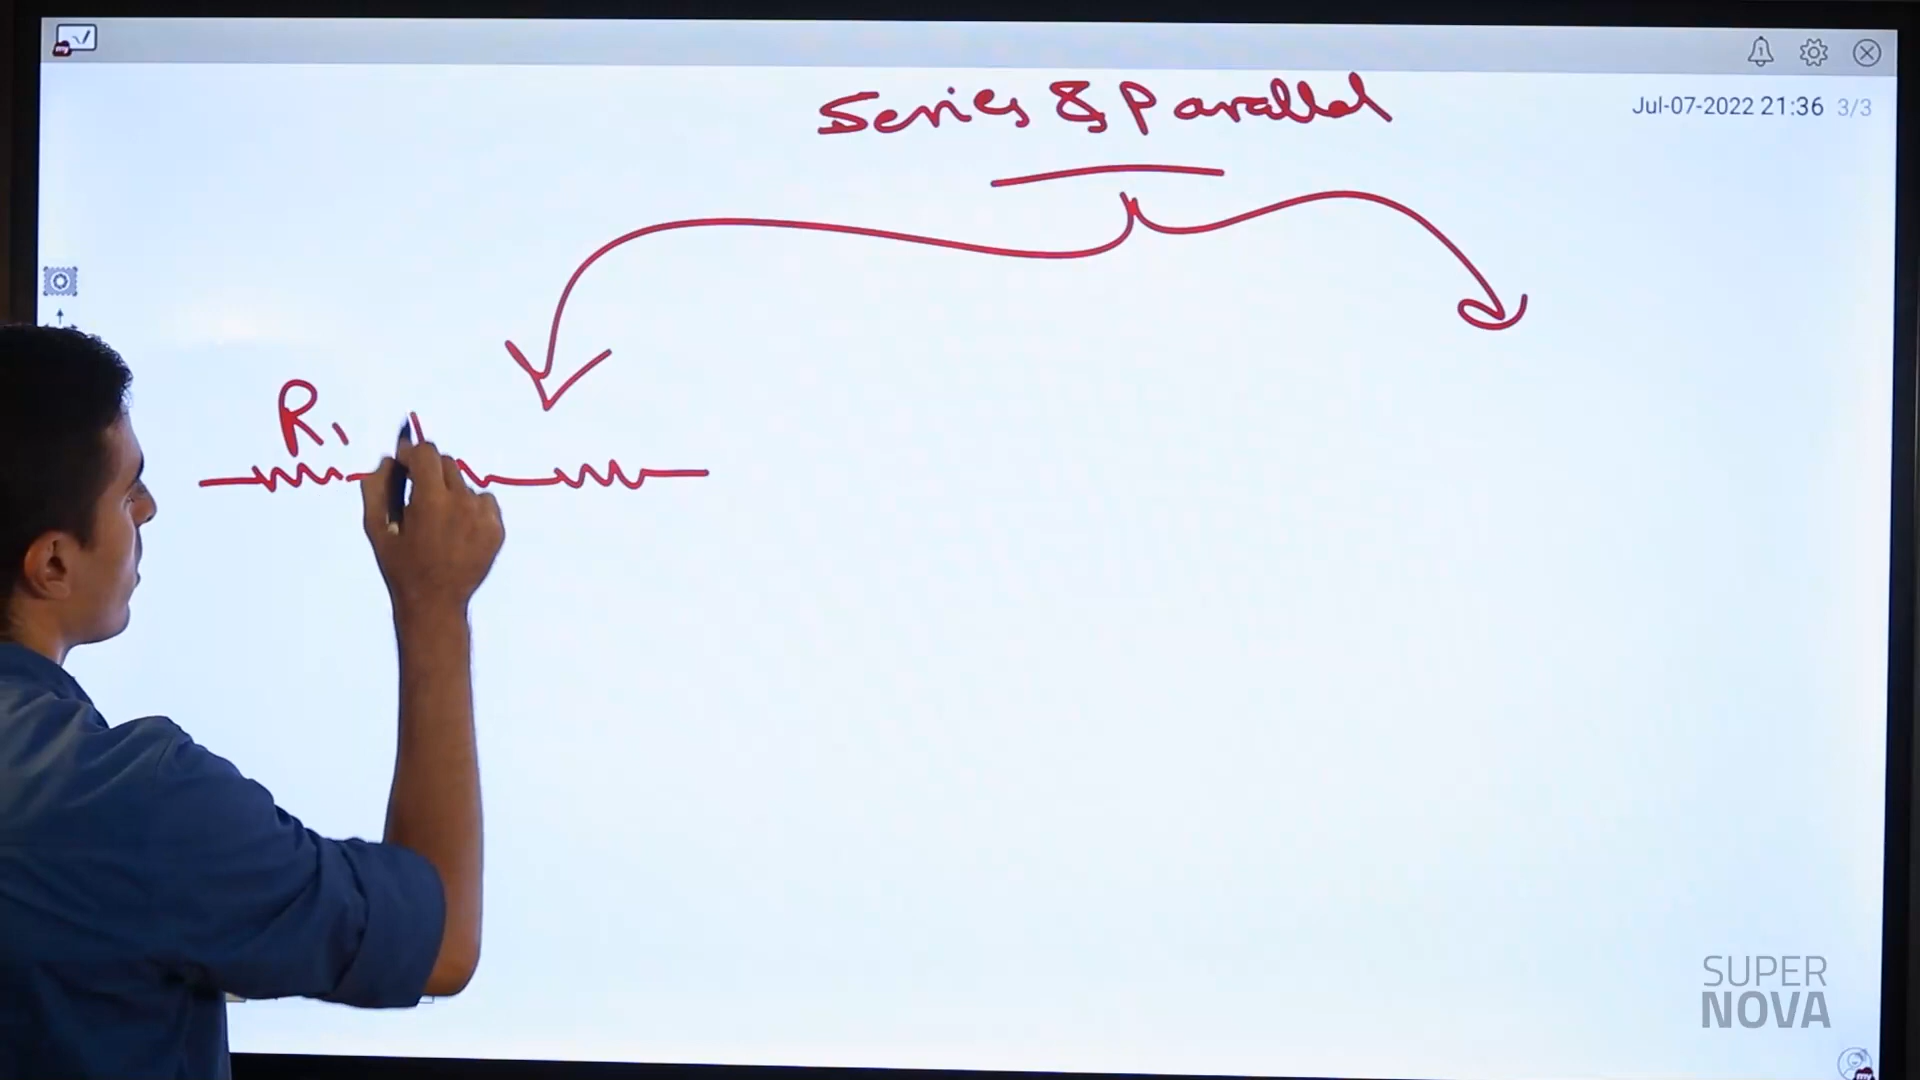 Series & Parallel
Jul-07-2022 21:36 3/3
R1
SUPER
NOVA